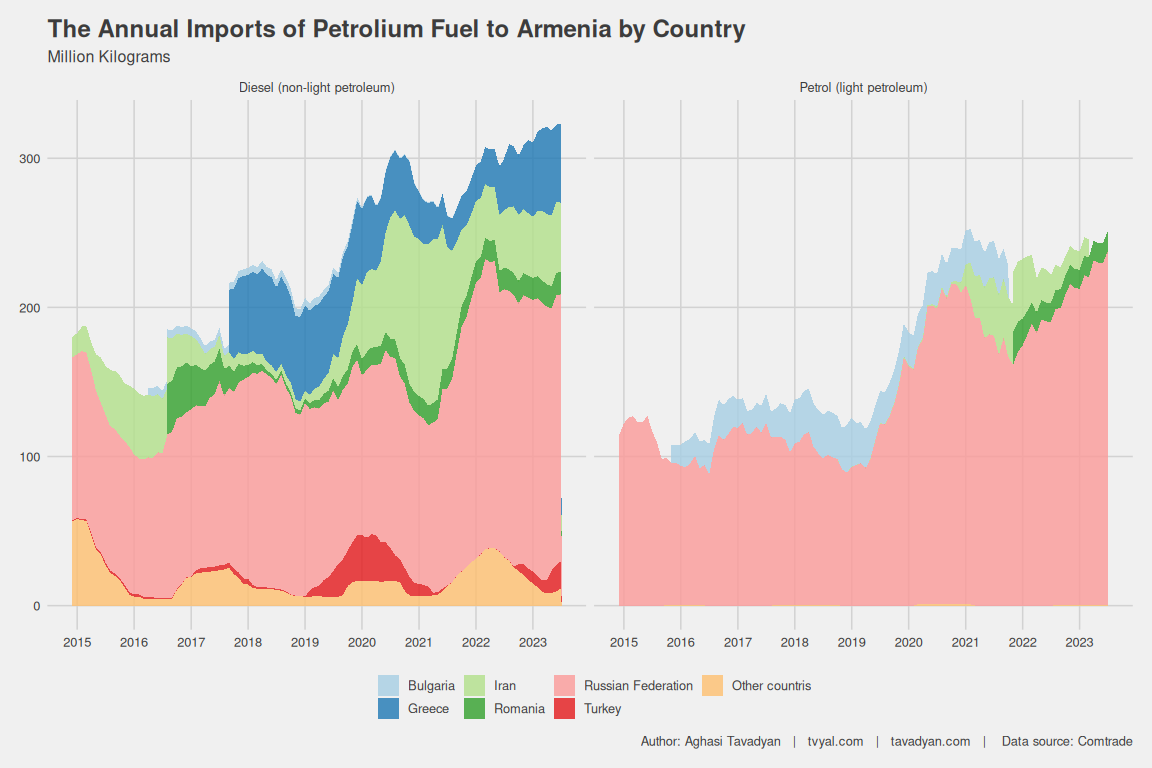 The Annual Imports of Petrolium Fuel to Armenia by Country
Million Kilograms
Diesel (non-light petroleum)
Petrol (light petroleum)
300
200
100
0
2015 2016 2017 2018 2019 2020 2021 2022 2023
2015 2016 2017 2018 2019 2020 2021 2022 2023
Bulgaria Iran Russian Federation Other countris
Greece Romania Turkey
Author: Aghasi Tavadyan | tvyal.com | tavadyan.com | Data source: Comtrade